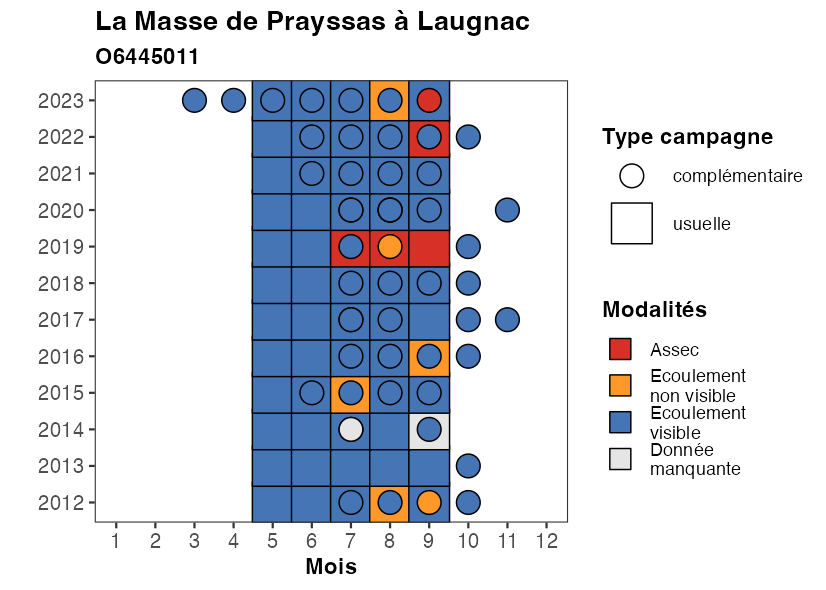 La Masse de Prayssas à Laugnac
O6445011
2023
2022
2021
2020
2019
2018
2017
2016
2015
2014
2013
2012
1 2 3 4 5 6 7 8 9 10 11 12
Mois
Type campagne
complémentaire
usuelle
Modalités
Assec
Ecoulement
non visible
Ecoulement
visible
Donnée
manquante